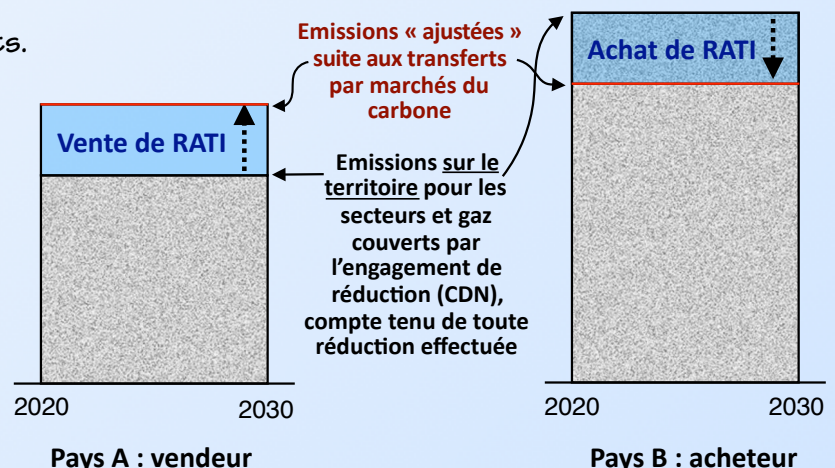 ts.
Emissions « ajustées »
suite aux transferts
par marchés du
carbone
Achat de RATI
Vente de RATI
Emissions sur le
territoire pour les
secteurs et gaz
couverts par
l’engagement de
réduction (CDN),
compte tenu de toute
réduction effectuée
2020
2030
2020
2030
Pays A : vendeur
Pays B : acheteur